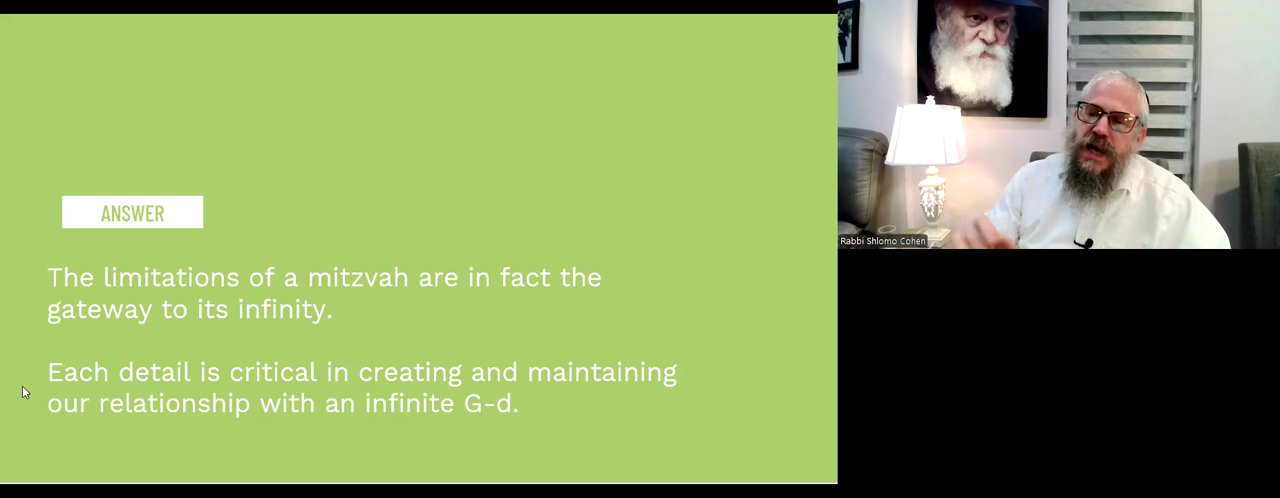 ANSWER
The limitations of a mitzvah are in fact the
gateway to its infinity.
Each detail is critical in creating and maintaining
our relationship with an infinite G-d.
Rabbi Shlomo Cohen